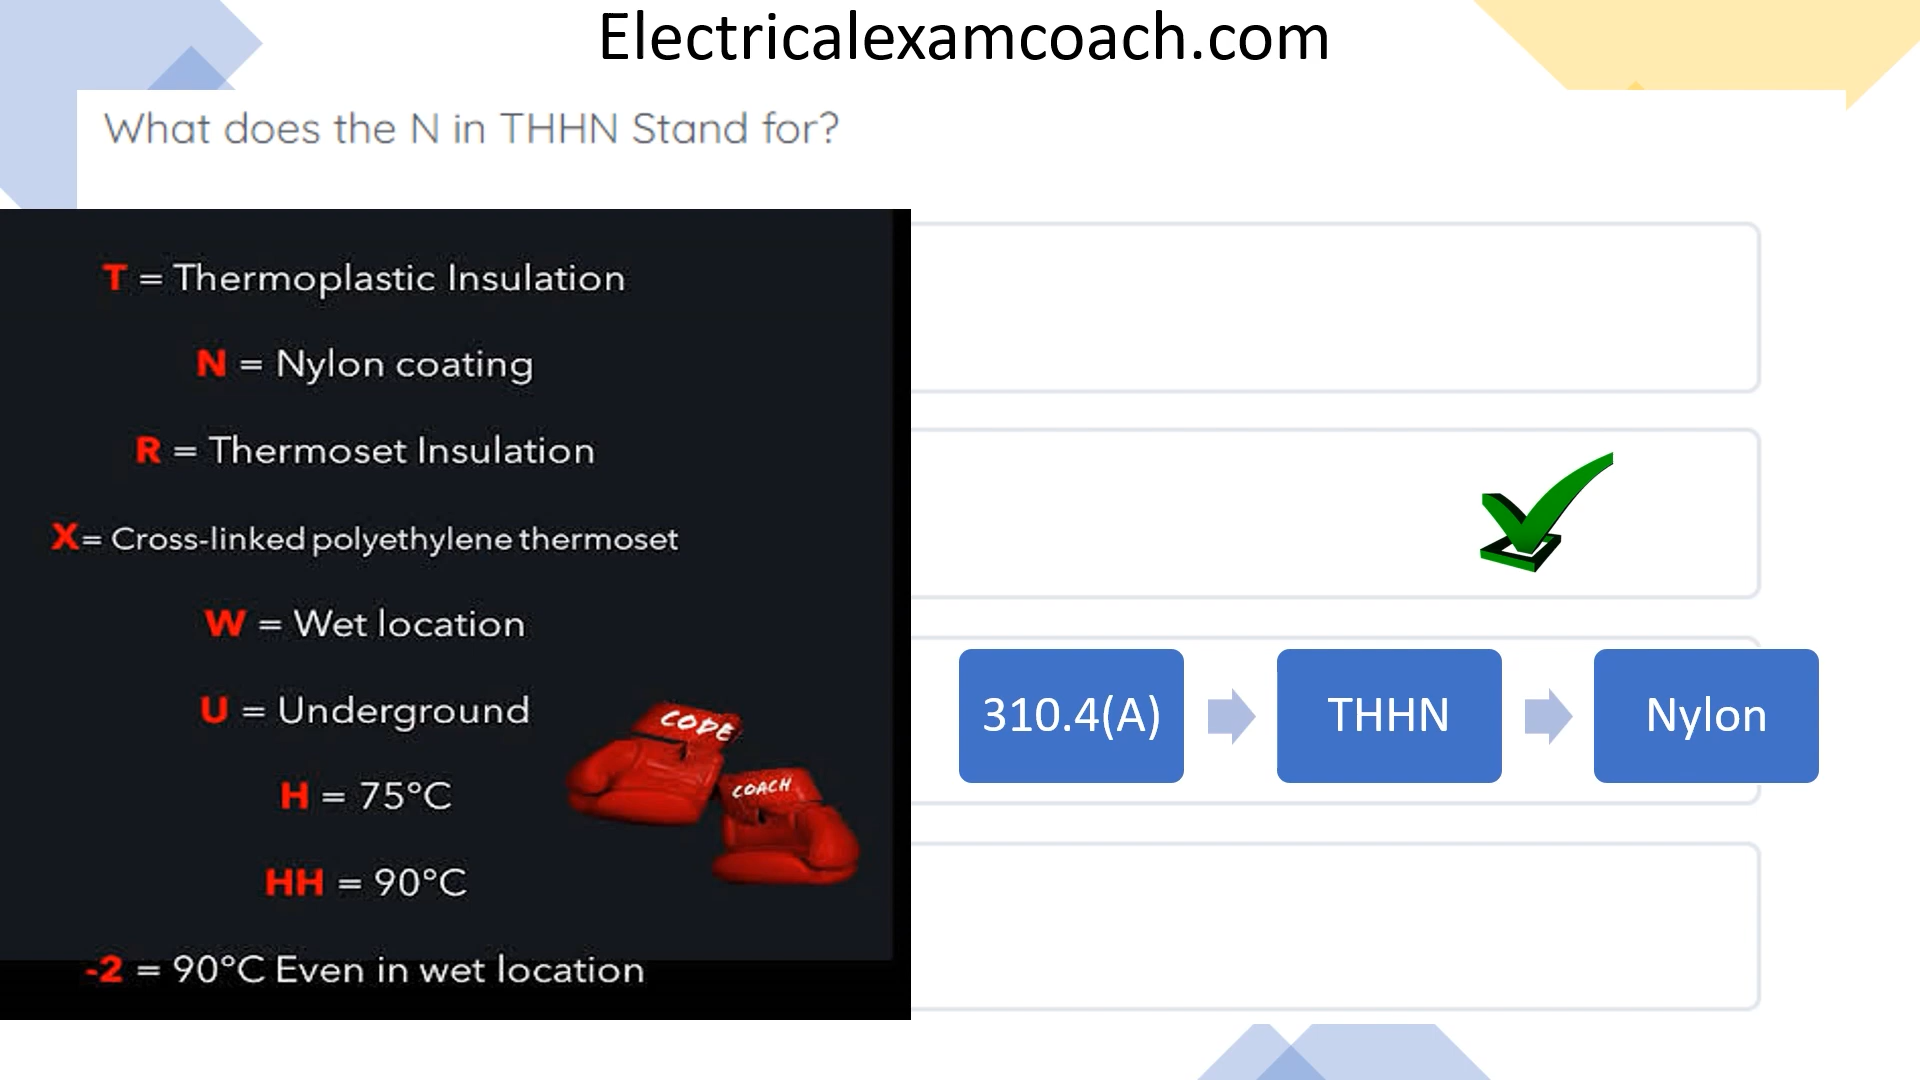 Electricalexamcoach.com
What does the N in THHN Stand for?
T = Thermoplastic Insulation
N = Nylon coating
R = Thermoset Insulation
X= Cross-linked polyethylene thermoset
W = Wet location
U = Underground
H = 75°C
HH = 90°C
-2 = 90°C Even in wet location
CODE
COACH
310.4(A)
THHN
Nylon